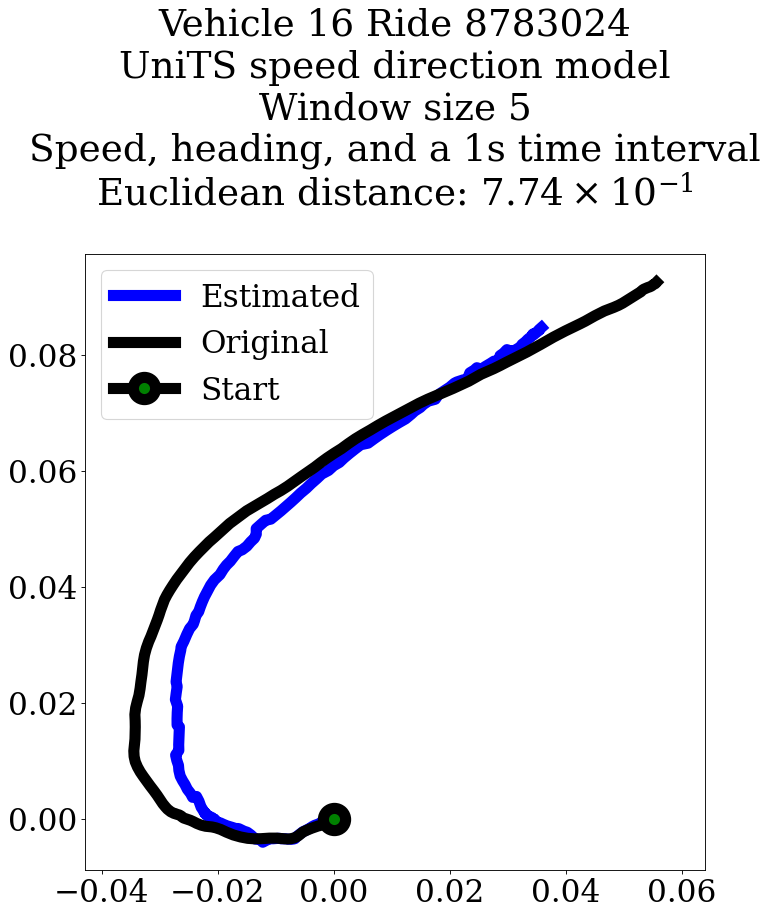 Vehicle 16 Ride 8783024
UniTS speed direction model
Window size 5
Speed, heading, and a 1s time interval
Euclidean distance: 7.74 × 10⁻¹
Estimated
Original
Start
0.08
0.06
0.04
0.02
0.00
−0.04 −0.02 0.00 0.02 0.04 0.06